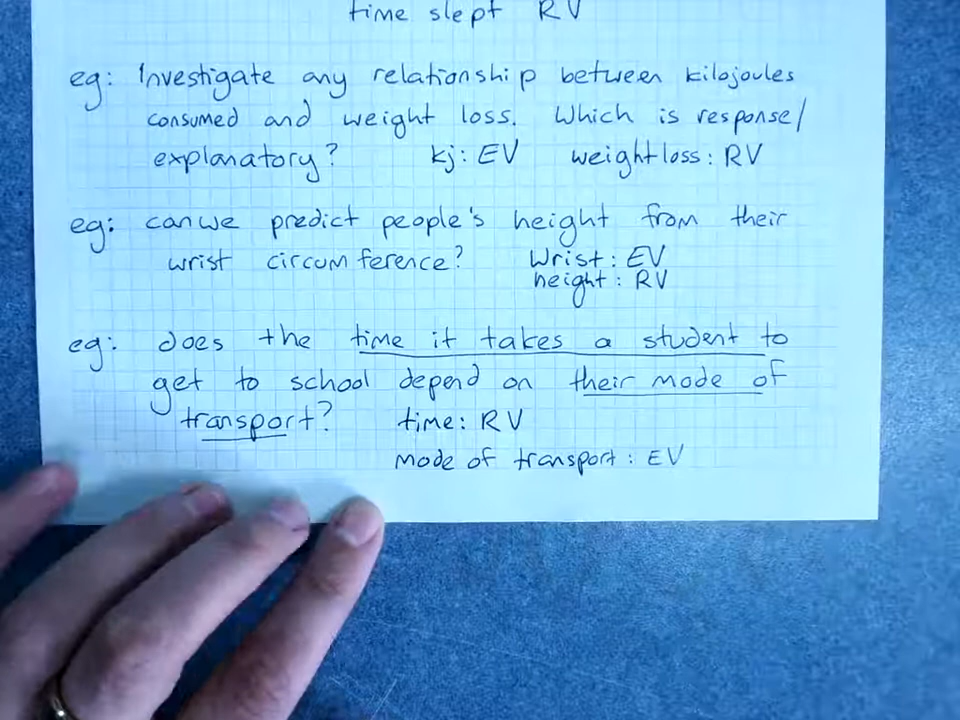 time slept RV
eg: Investigate any relationship between kilojoules
consumed and weight loss. Which is response/
explanatory? kj: EV weightloss: RV
eg: can we predict people's height from their
wrist circumference? Wrist: EV
height: RV
eg: does the time it takes a student to
get to school depend on their mode of
transport? time: RV
mode of transport: EV